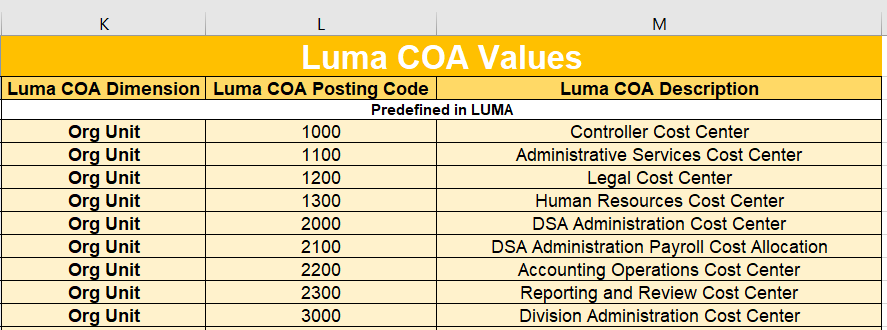 K L M
Luma COA Values
Luma COA Dimension Luma COA Posting Code Luma COA Description
Predefined in LUMA
Org Unit 1000 Controller Cost Center
Org Unit 1100 Administrative Services Cost Center
Org Unit 1200 Legal Cost Center
Org Unit 1300 Human Resources Cost Center
Org Unit 2000 DSA Administration Cost Center
Org Unit 2100 DSA Administration Payroll Cost Allocation
Org Unit 2200 Accounting Operations Cost Center
Org Unit 2300 Reporting and Review Cost Center
Org Unit 3000 Division Administration Cost Center